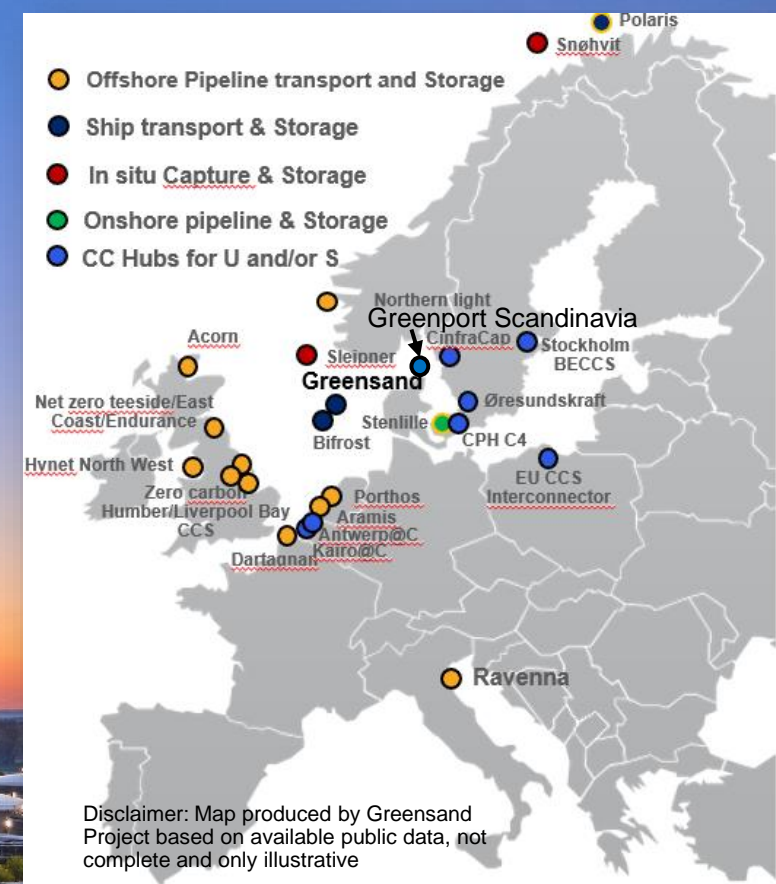 Polaris
Snøhvit
Offshore Pipeline transport and Storage
Ship transport & Storage
In situ Capture & Storage
Onshore pipeline & Storage
CC Hubs for U and/or S
Northern light
Greenport Scandinavia
Acorn
CinfraCap
Sleipner
Stockholm
BECCS
Greensand
Net zero teeside/East
Coast/Endurance
Øresundskraft
Stenlille
Bifrost
CPH C4
Hvnet North West
EU CCS
Interconnector
Zero carbon
Humber/Liverpool Bay
CCS
Porthos
Aramis
Antwerp@C
Kairo@C
Dartagnan
Ravenna
Disclaimer: Map produced by Greensand
Project based on available public data, not
complete and only illustrative